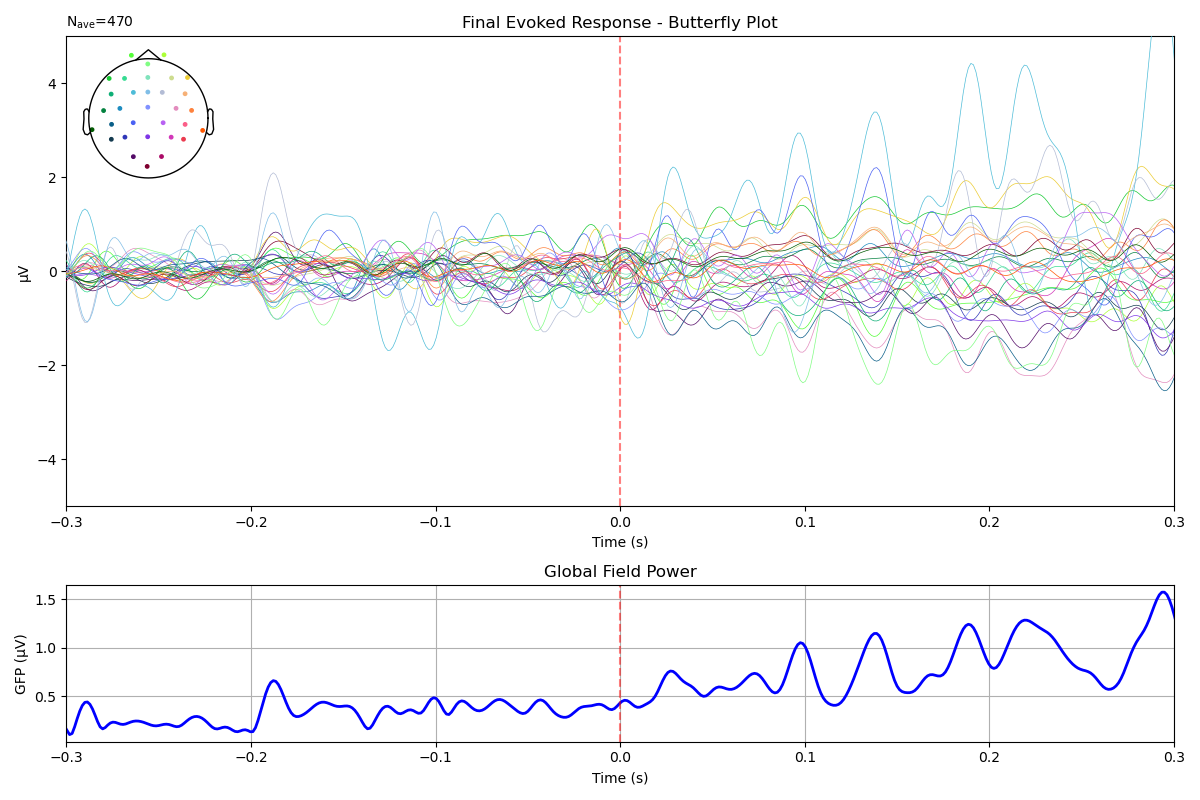 N_ave=470
Final Evoked Response - Butterfly Plot
µV
4
2
0
−2
−4
−0.3 −0.2 −0.1 0.0 0.1 0.2 0.3
Time (s)
Global Field Power
GFP (µV)
1.5
1.0
0.5
−0.3 −0.2 −0.1 0.0 0.1 0.2 0.3
Time (s)